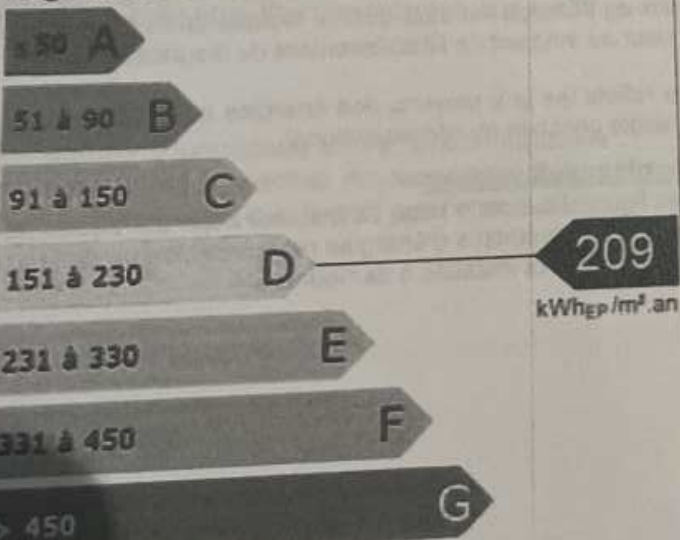 ≤ 50 A
51 à 90 B
91 à 150 C
151 à 230 D
209
kWhEP/m².an
231 à 330 E
331 à 450 F
> 450 G